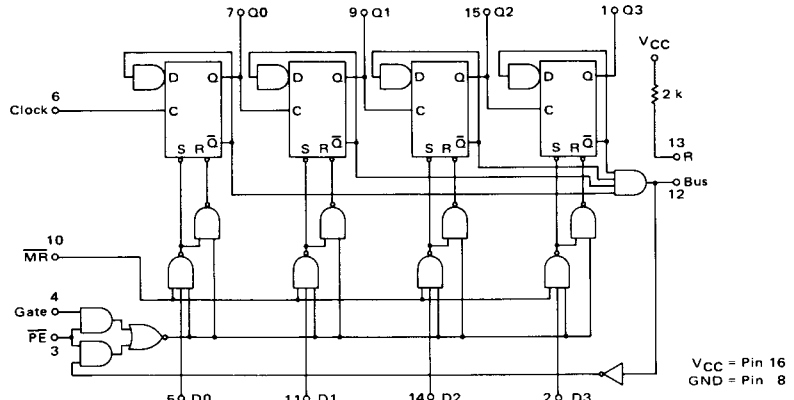 7 Q0
9 Q1
15 Q2
1 Q3
VCC
2 k
13
R
6
Clock
D Q
C
Q
S R
D Q
C
Q
S R
D Q
C
Q
S R
D Q
C
Q
S R
Bus
12
10
MR
4
Gate
PE
3
VCC = Pin 16
GND = Pin 8
5 D0
11 D1
14 D2
2 D3